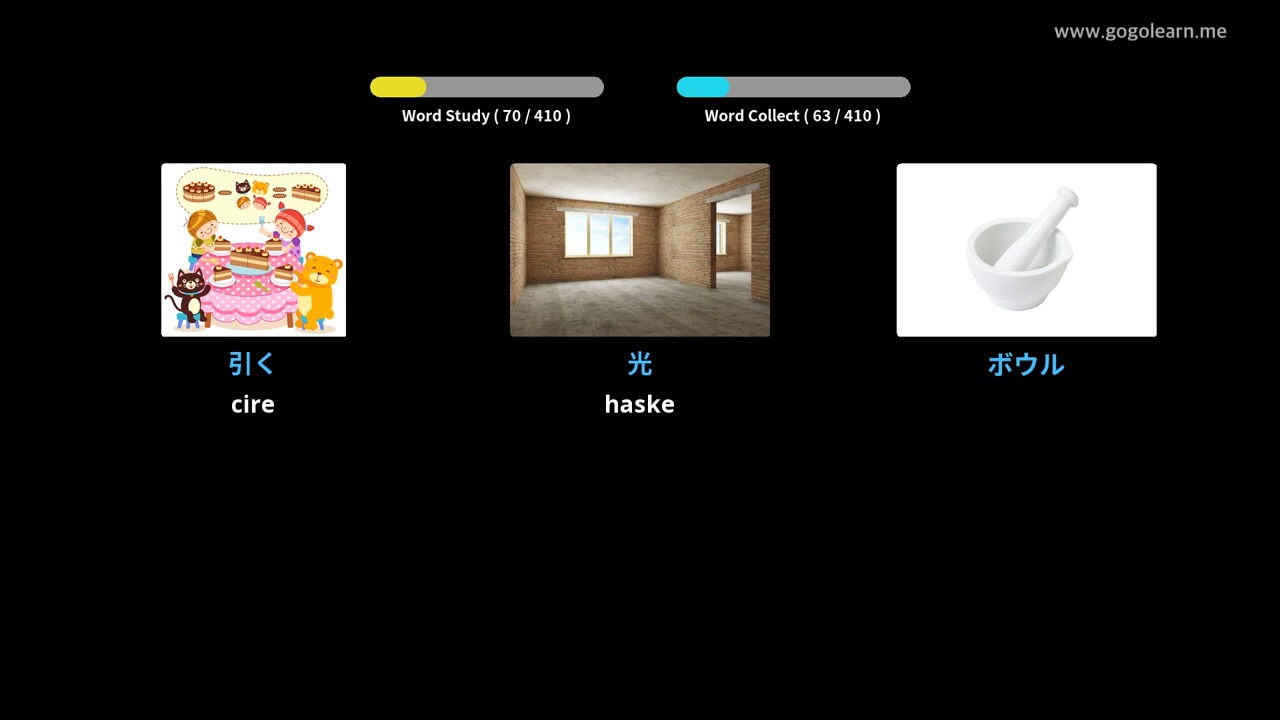 www.gogolearn.me
Word Study ( 70 / 410 )
Word Collect ( 63 / 410 )
引く
光
ボウル
cire
haske